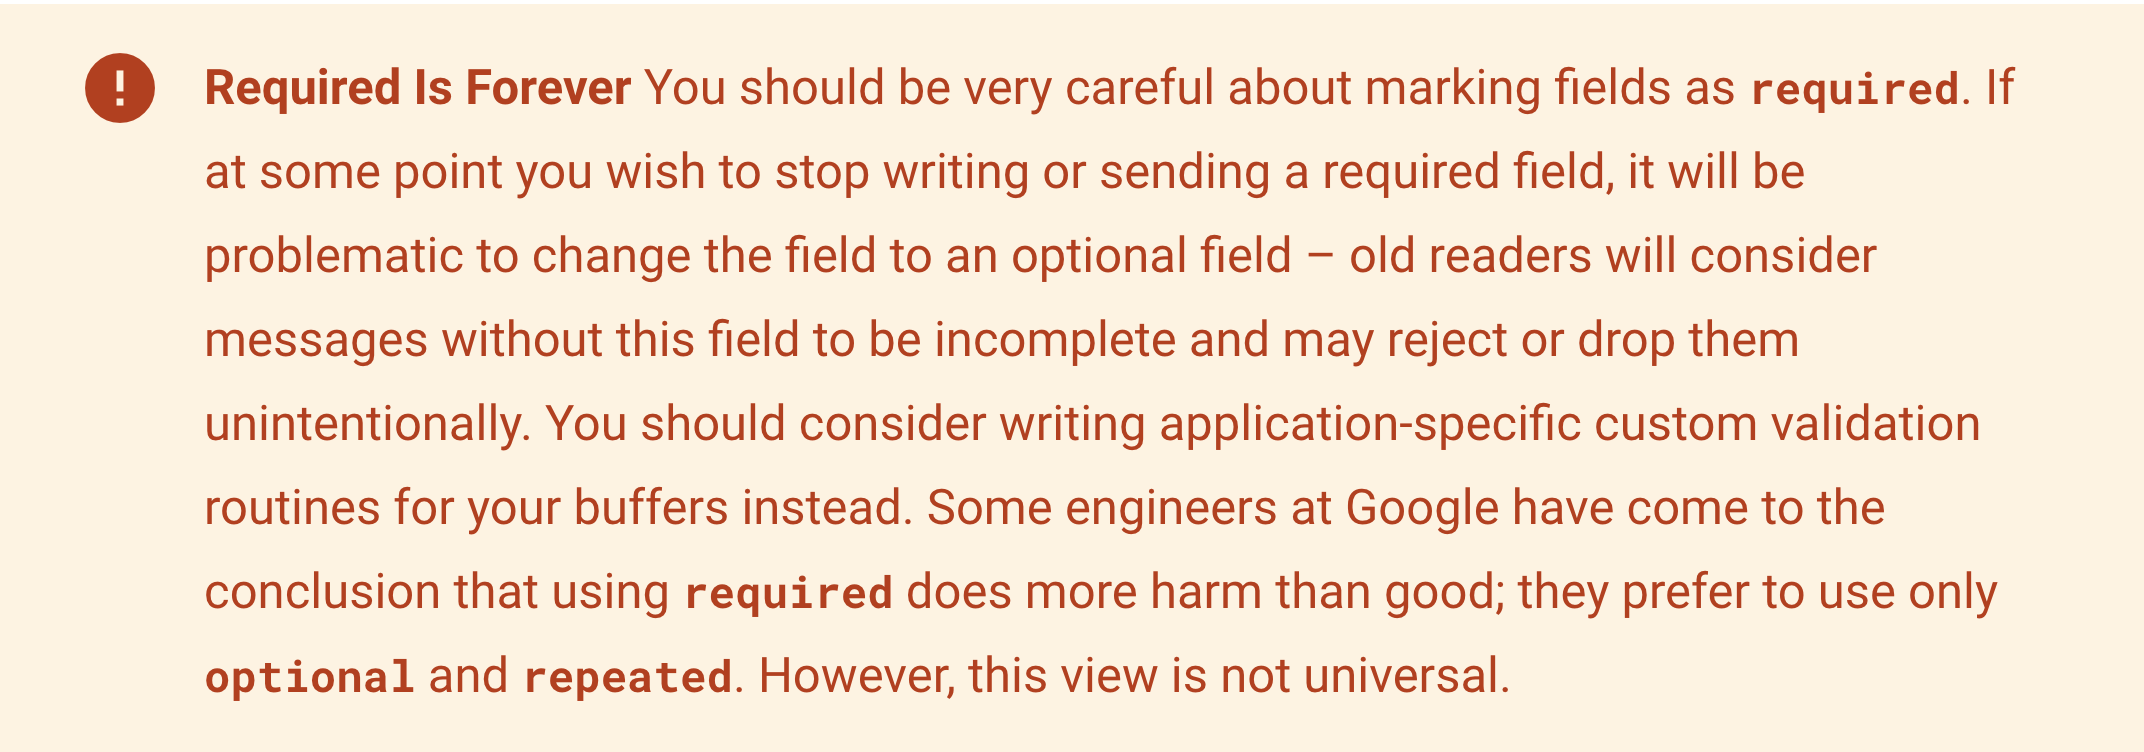 Required Is Forever You should be very careful about marking fields as required. If
at some point you wish to stop writing or sending a required field, it will be
problematic to change the field to an optional field – old readers will consider
messages without this field to be incomplete and may reject or drop them
unintentionally. You should consider writing application-specific custom validation
routines for your buffers instead. Some engineers at Google have come to the
conclusion that using required does more harm than good; they prefer to use only
optional and repeated. However, this view is not universal.